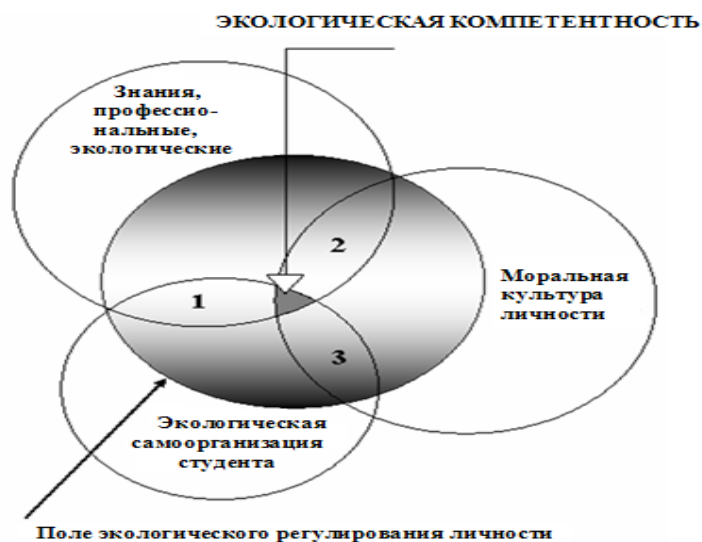 ЭКОЛОГИЧЕСКАЯ КОМПЕТЕНТНОСТЬ
Знания,
профессио-
нальные,
экологические
2
Моральная
культура
личности
1
3
Экологическая
самоорганизация
студента
Поле экологического регулирования личности